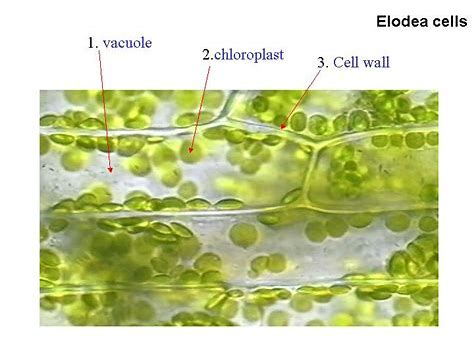 Elodea cells
1. vacuole
2.chloroplast
3. Cell wall